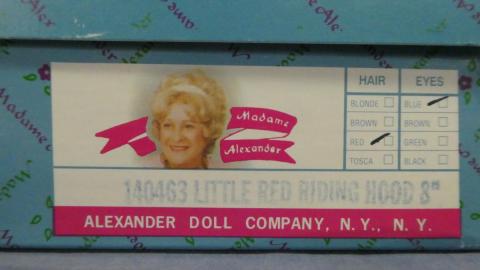 HAIR EYES
BLONDE BLUE
BROWN BROWN
RED GREEN
TOSCA BLACK
Madame
Alexander
140463 LITTLE RED RIDING HOOD 8"
ALEXANDER DOLL COMPANY, N. Y., N. Y.